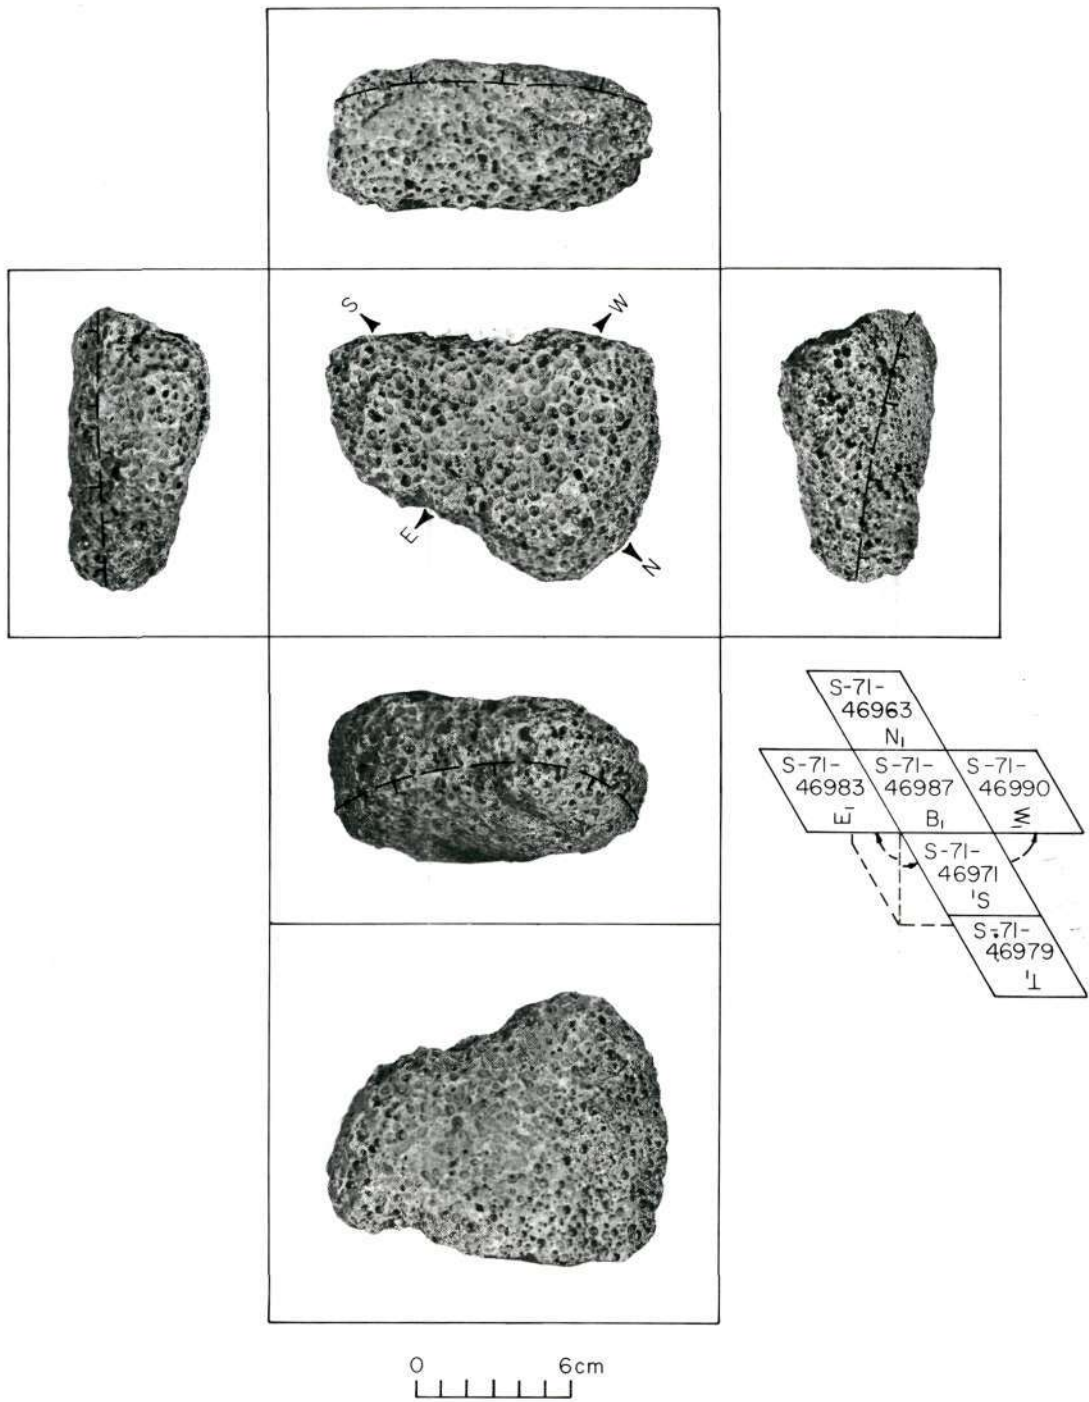 S
W
E
N
S-71-
46963
N₁
S-71-
46983
E₁
S-71-
46987
B₁
S-71-
46990
W₁
S-71-
46971
S₁
S-71-
46979
T₁
0 6cm